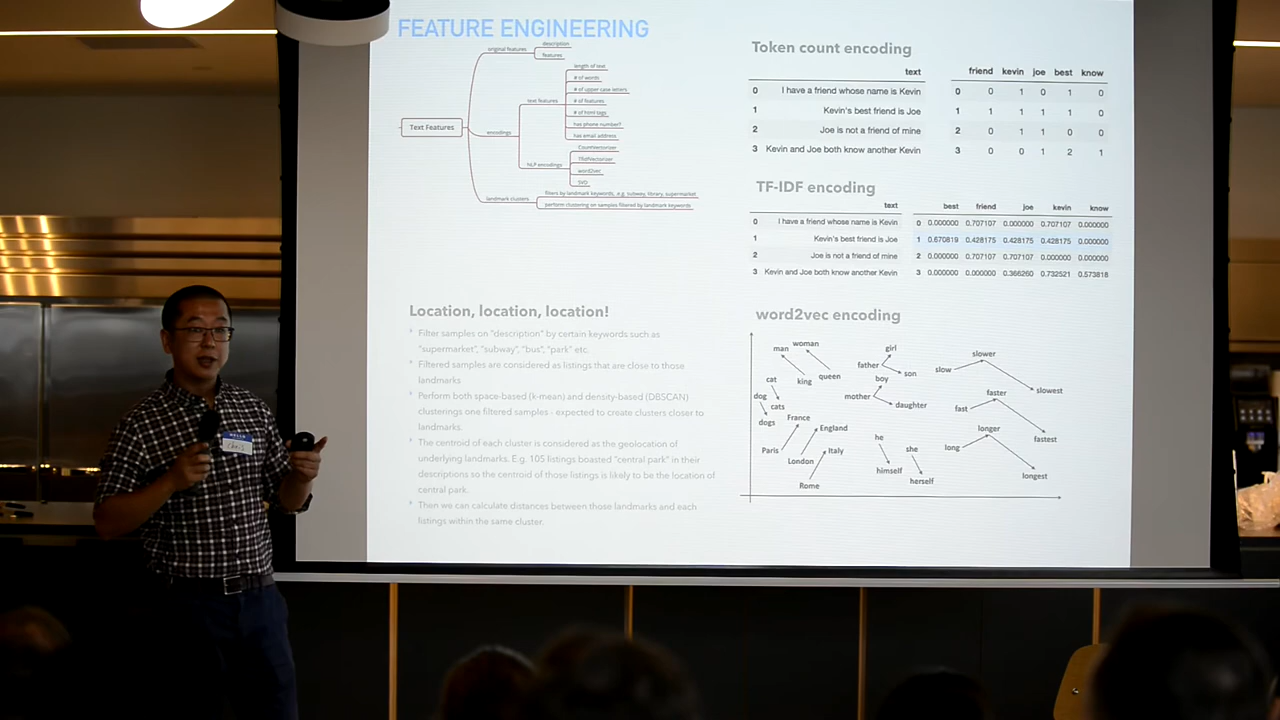 FEATURE ENGINEERING
Text Features
original features
description
features
encodings
text features
length of text
# of words
# of upper case letters
# of features
# of html tags
has phone number?
has email address
NLP encodings
CountVectorizer
TfidfVectorizer
word2vec
SVD
landmark clusters
filters by landmark keywords, e.g. subway, library, supermarket
perform clustering on samples filtered by landmark keywords
Location, location, location!
Filter samples on "description" by certain keywords such as
"supermarket", "subway", "bus", "park" etc.
Filtered samples are considered as listings that are close to those
landmarks
Perform both space-based (k-mean) and density-based (DBSCAN)
clusterings one filtered samples - expected to create clusters closer to
landmarks.
The centroid of each cluster is considered as the geolocation of
underlying landmarks. E.g. 105 listings boasted "central park" in their
descriptions so the centroid of those listings is likely to be the location of
central park.
Then we can calculate distances between those landmarks and each
listings within the same cluster.
Token count encoding
text
0 I have a friend whose name is Kevin
1 Kevin's best friend is Joe
2 Joe is not a friend of mine
3 Kevin and Joe both know another Kevin
friend kevin joe best know
0 0 1 0 1 0
1 1 1 1 1 0
2 0 1 1 0 0
3 0 0 1 2 1
TF-IDF encoding
text
0 I have a friend whose name is Kevin
1 Kevin's best friend is Joe
2 Joe is not a friend of mine
3 Kevin and Joe both know another Kevin
best friend joe kevin know
0 0.000000 0.707107 0.000000 0.707107 0.000000
1 0.670819 0.428175 0.428175 0.428175 0.000000
2 0.000000 0.707107 0.707107 0.000000 0.000000
3 0.000000 0.000000 0.366260 0.732521 0.573818
word2vec encoding
man
woman
king
queen
cat
dog
cats
dogs
France
England
Paris
London
Italy
Rome
girl
father
son
boy
mother
daughter
he
she
himself
herself
slower
slow
slowest
faster
fast
fastest
longer
long
longest
HELLO
Chris